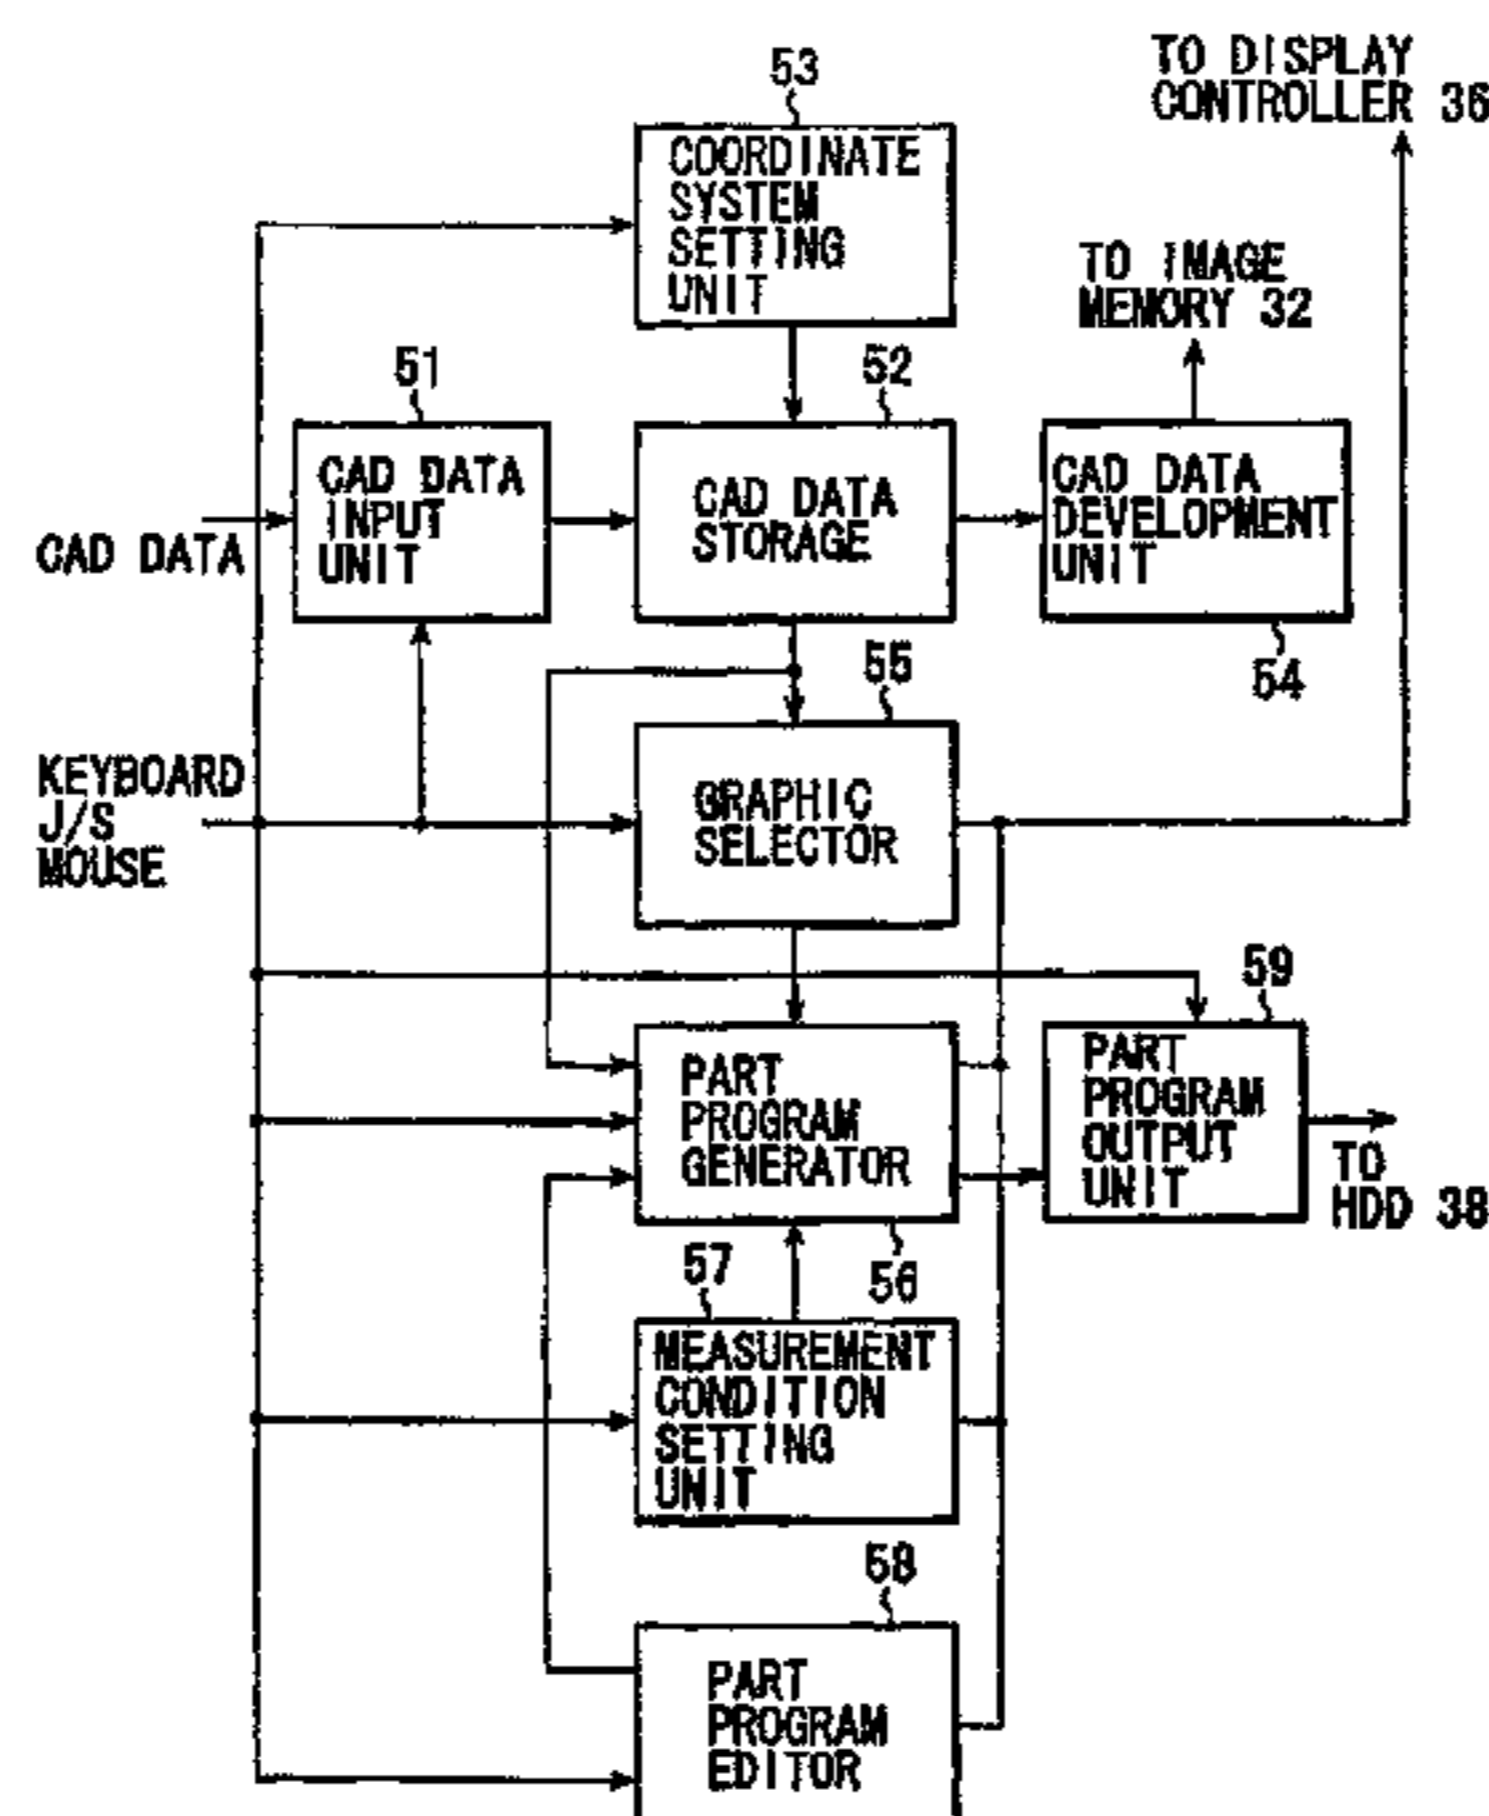 53
TO DISPLAY
CONTROLLER 36
COORDINATE
SYSTEM
SETTING
UNIT
TO IMAGE
MEMORY 32
51
52
CAD DATA
CAD DATA
INPUT
UNIT
CAD DATA
STORAGE
CAD DATA
DEVELOPMENT
UNIT
54
55
KEYBOARD
J/S
MOUSE
GRAPHIC
SELECTOR
59
PART
PROGRAM
GENERATOR
PART
PROGRAM
OUTPUT
UNIT
TO
HDD 38
57
56
MEASUREMENT
CONDITION
SETTING
UNIT
58
PART
PROGRAM
EDITOR